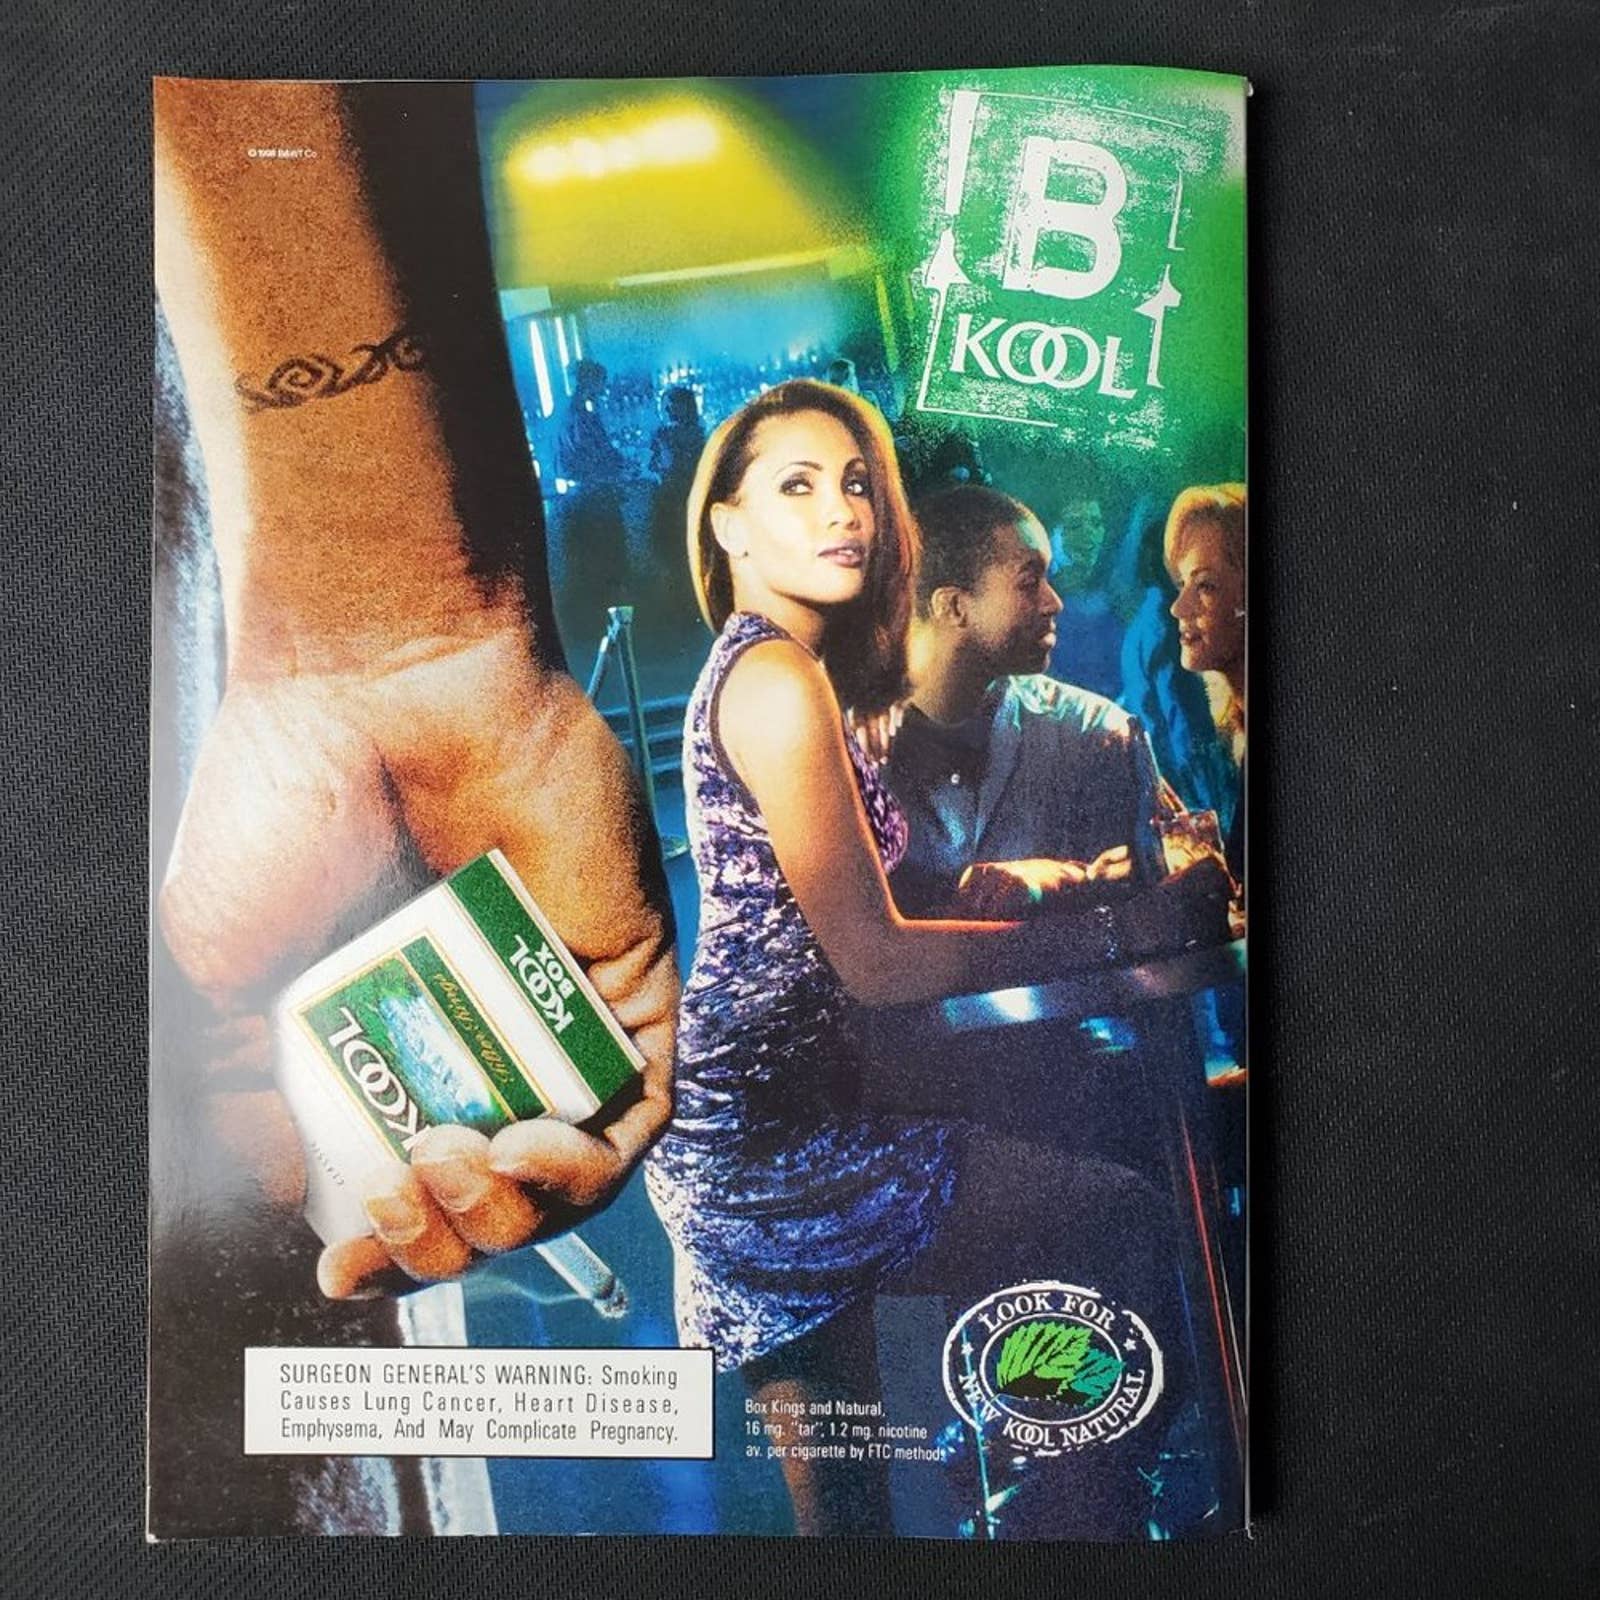 © 1998 B&WT Co.
B
KOOL
KOOL
BOX
Filter Kings
KOOL
CLASSIC
SURGEON GENERAL'S WARNING: Smoking
Causes Lung Cancer, Heart Disease,
Emphysema, And May Complicate Pregnancy.
Box Kings and Natural,
16 mg. "tar", 1.2 mg. nicotine
av. per cigarette by FTC method.
LOOK FOR
NEW KOOL NATURAL